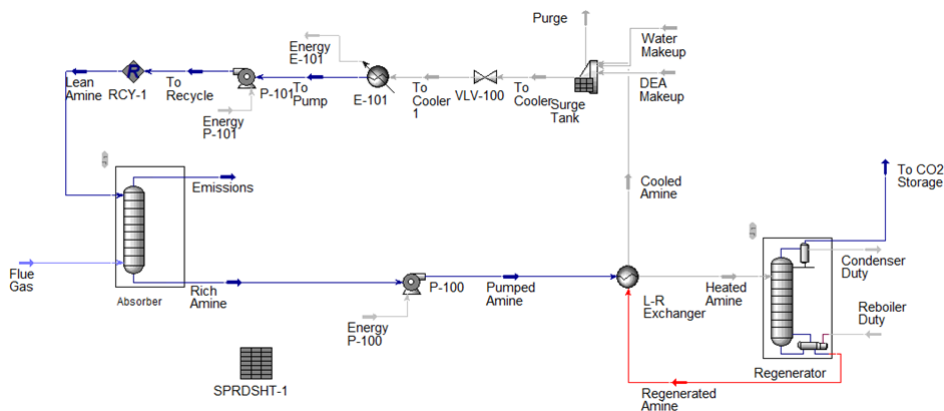 Purge
Water
Makeup
DEA
Makeup
Energy
E-101
Lean
Amine
R
RCY-1
To
Recycle
P-101
To
Pump
E-101
To
Cooler
1
VLV-100
To
Cooler
Surge
Tank
Energy
P-101
Emissions
Cooled
Amine
To CO2
Storage
Condenser
Duty
Flue
Gas
Absorber
Rich
Amine
P-100
Pumped
Amine
L-R
Exchanger
Heated
Amine
Reboiler
Duty
Energy
P-100
Regenerator
SPRDSHT-1
Regenerated
Amine